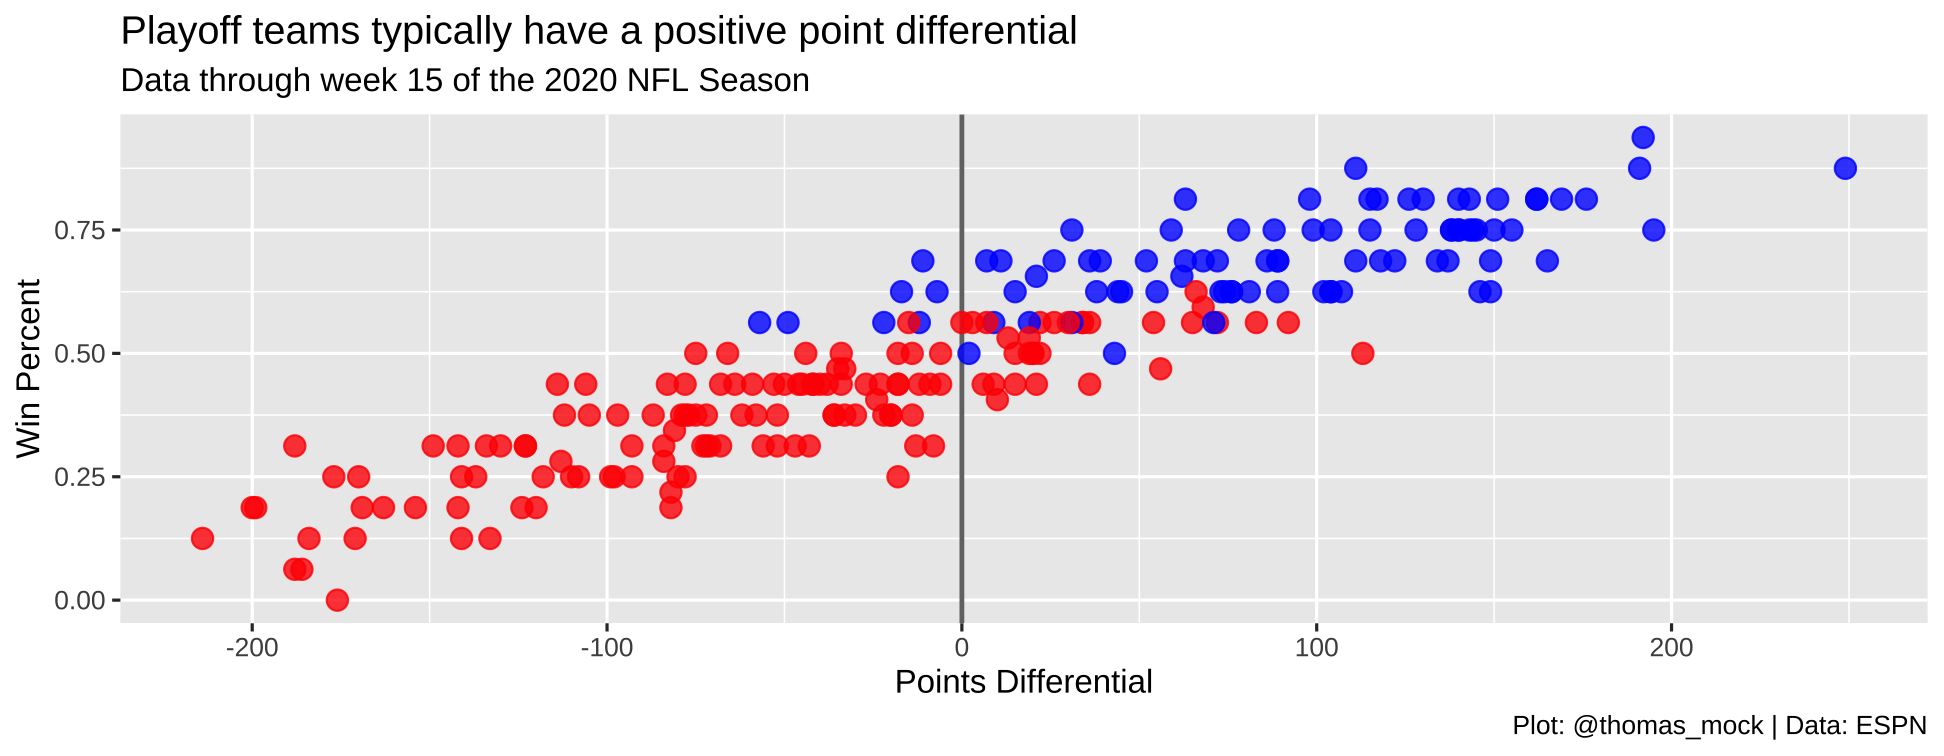 Playoff teams typically have a positive point differential
Data through week 15 of the 2020 NFL Season
Win Percent
0.75
0.50
0.25
0.00
-200
-100
0
100
200
Points Differential
Plot: @thomas_mock | Data: ESPN